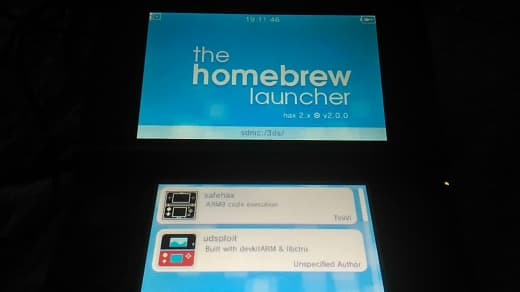 19:11:46
the
homebrew
launcher
hax 2.x @ v2.0.0
sdmc:/3ds/
safehax
ARM9 code execution
TiniVi
udsploit
Built with devkitARM & libctru
Unspecified Author